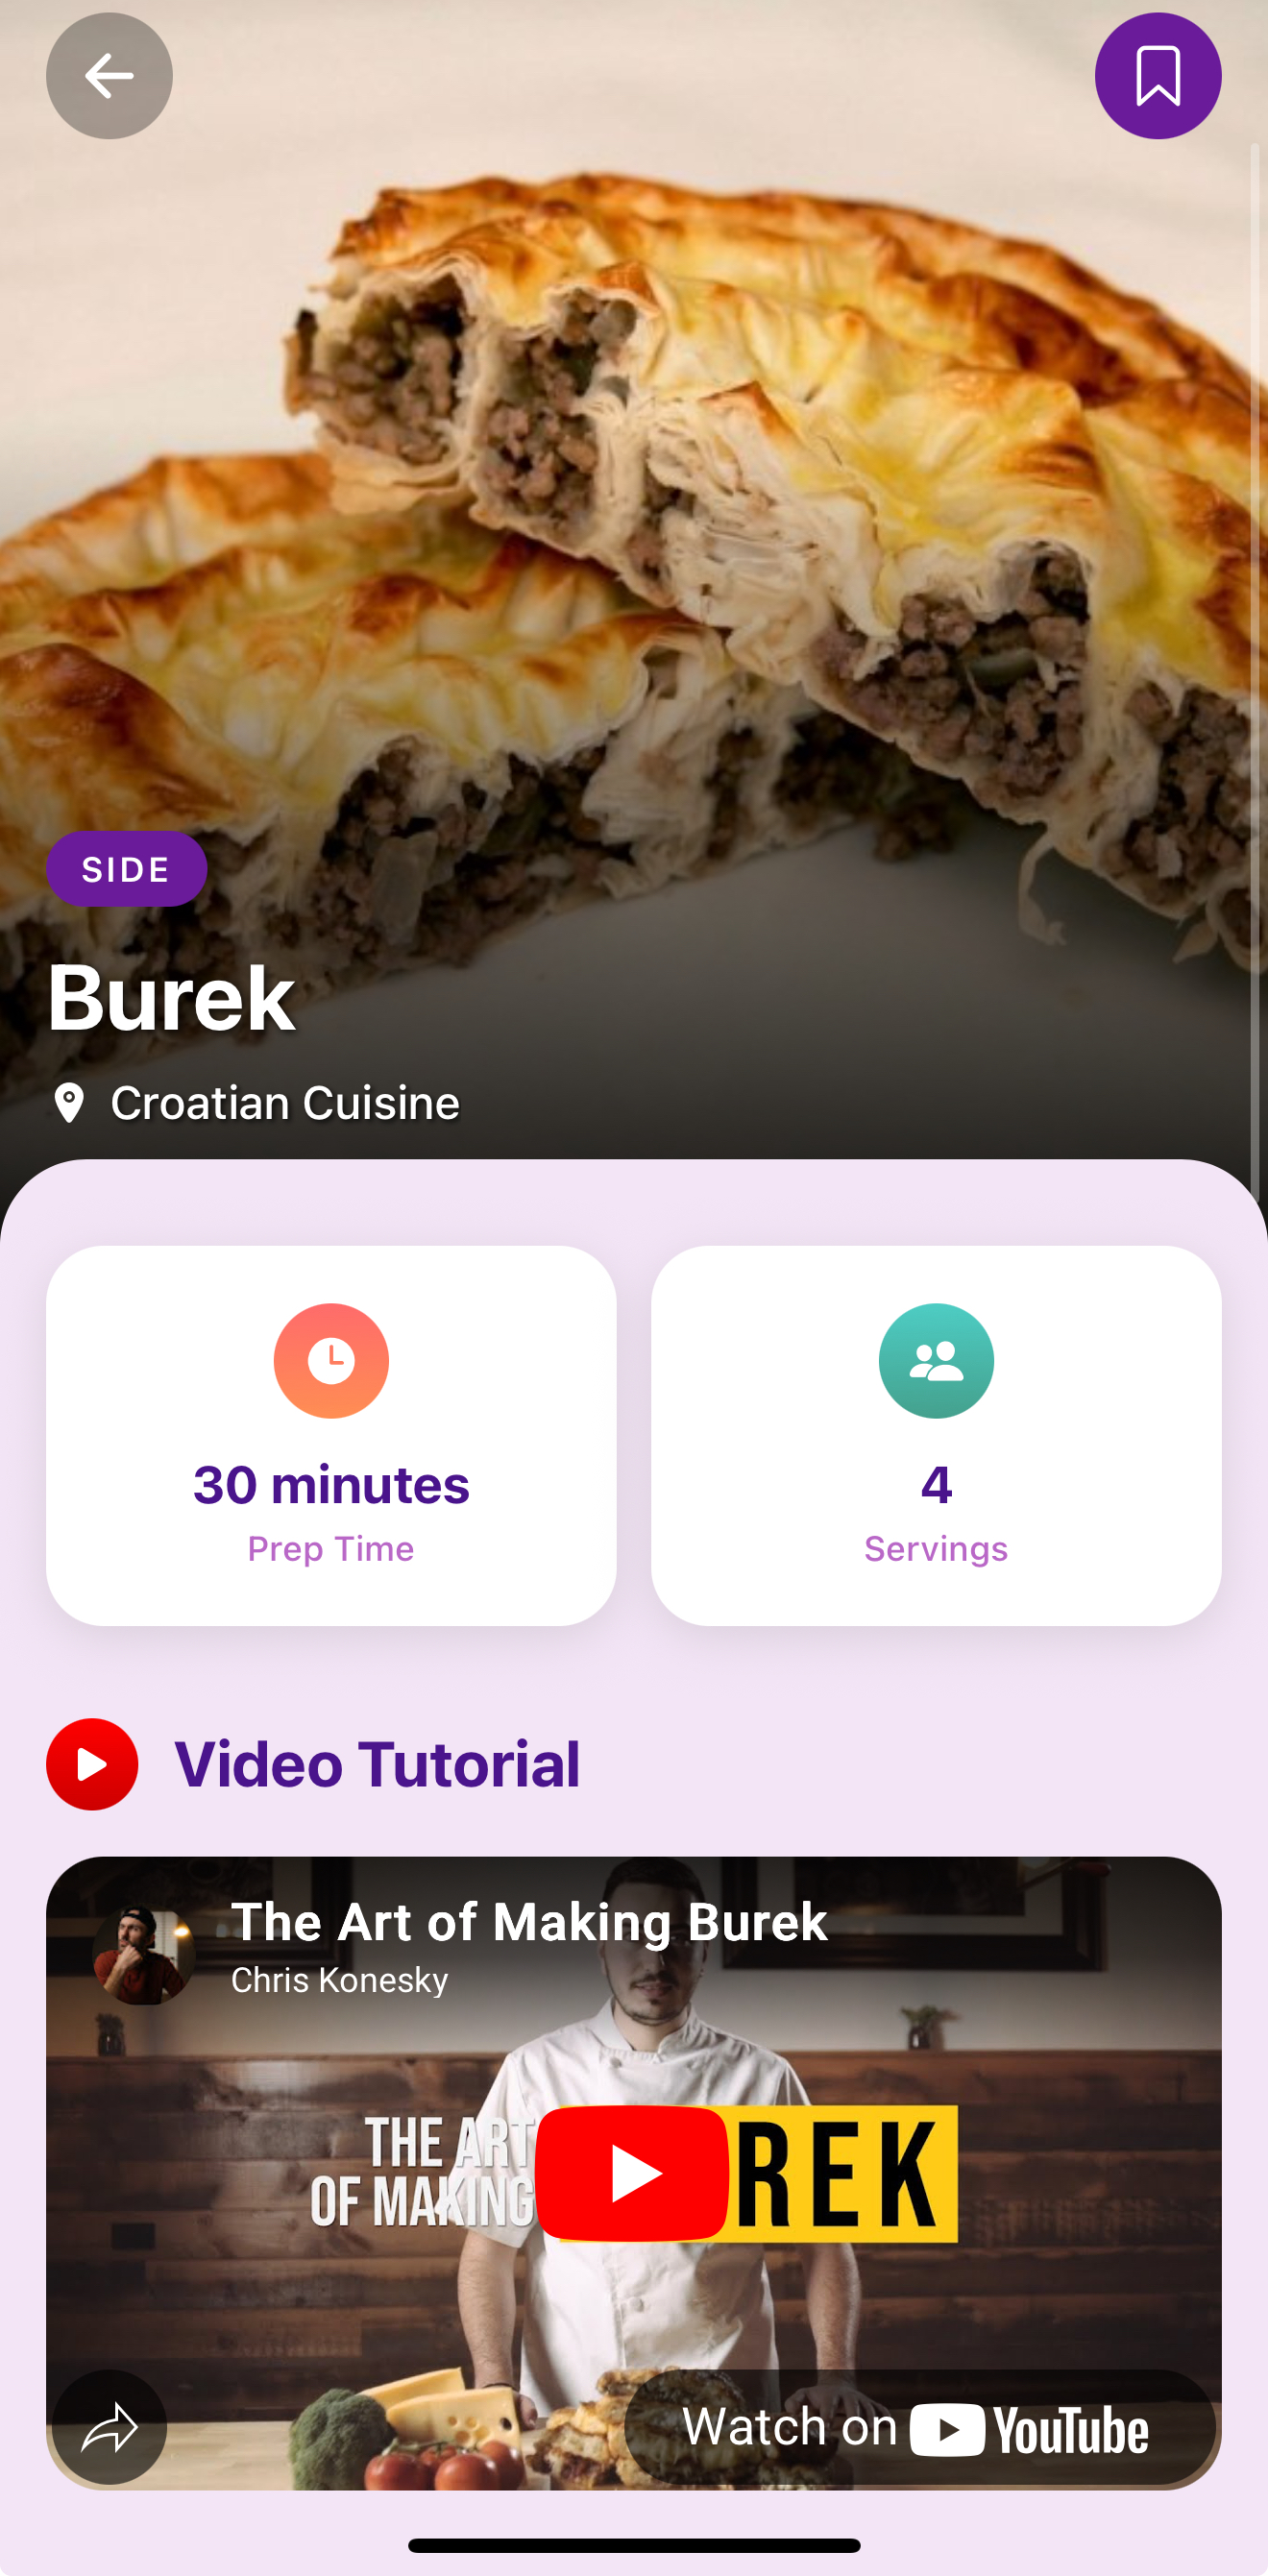 SIDE
Burek
Croatian Cuisine
30 minutes
Prep Time
4
Servings
Video Tutorial
The Art of Making Burek
Chris Konesky
THE ART
OF MAKING
REK
Watch on YouTube